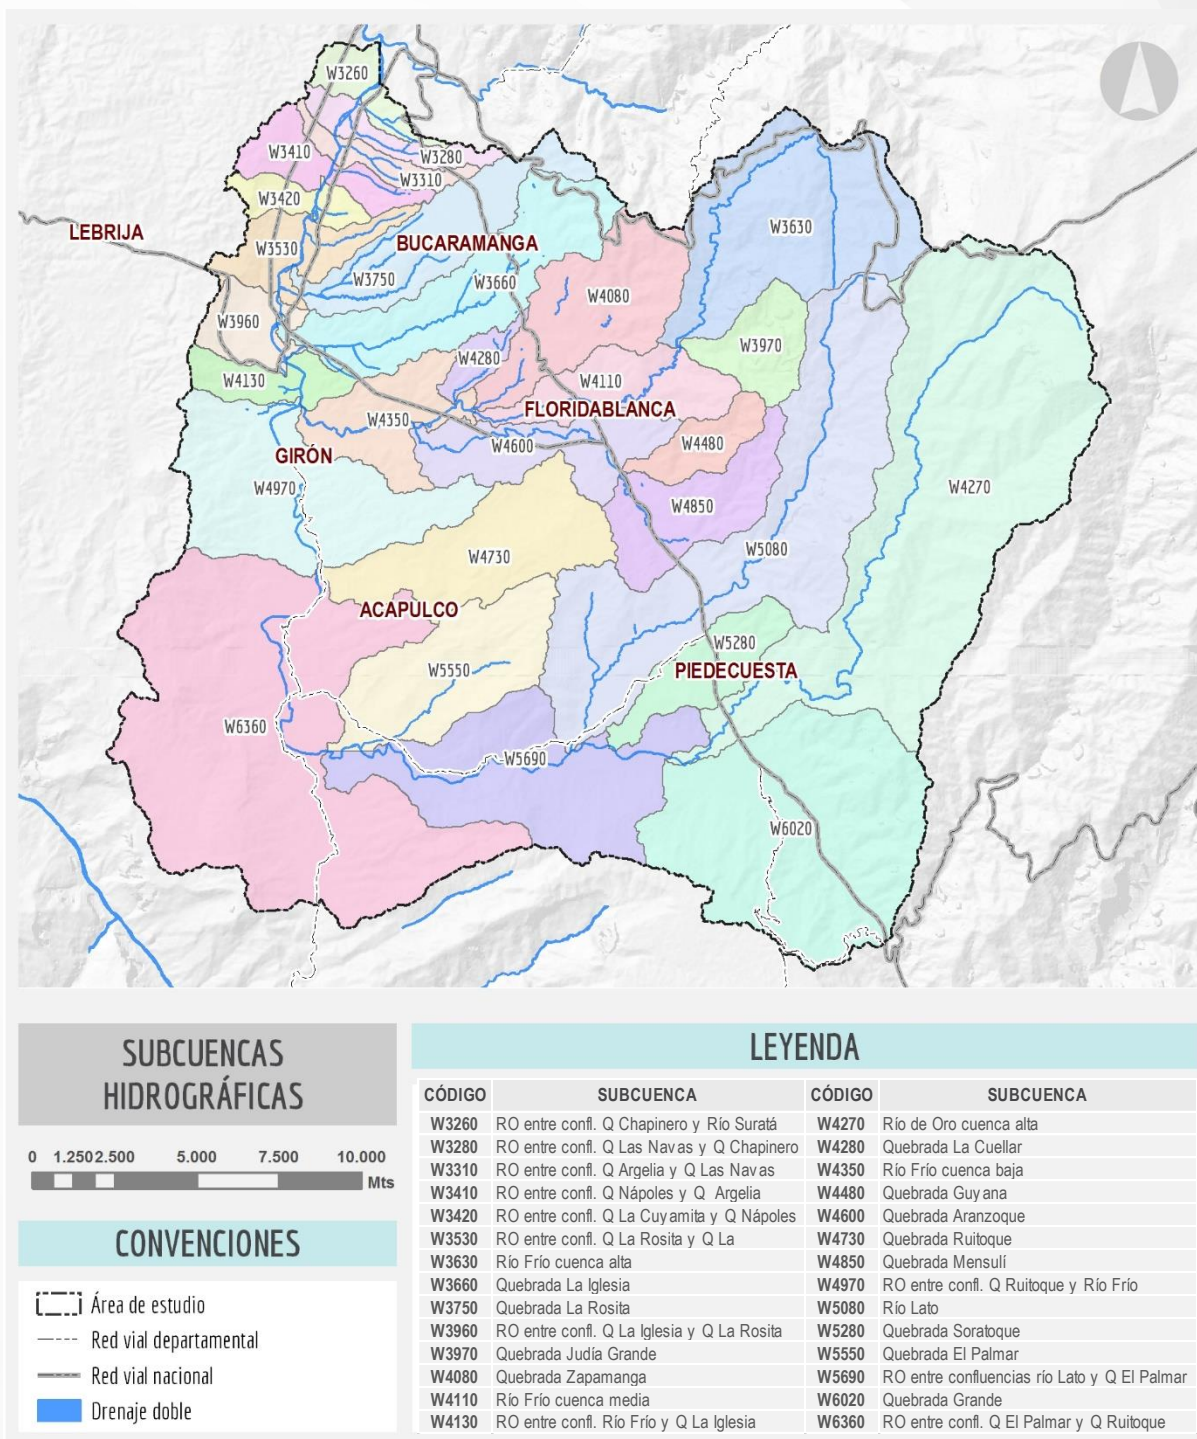 W3260
W3410
W3280
W3310
W3420
LEBRIJA
W3530
BUCARAMANGA
W3630
W3750
W3660
W4080
W3960
W3970
W4280
W4130
W4110
W4350
FLORIDABLANCA
W4600
W4480
GIRÓN
W4970
W4270
W4850
W4730
W5080
ACAPULCO
W5280
W5550
PIEDECUESTA
W6360
W5690
W6020
SUBCUENCAS
HIDROGRÁFICAS
0 1.250 2.500 5.000 7.500 10.000
Mts
CONVENCIONES
Área de estudio
Red vial departamental
Red vial nacional
Drenaje doble
LEYENDA
CÓDIGO SUBCUENCA CÓDIGO SUBCUENCA
W3260 RO entre confl. Q Chapinero y Río Suratá W4270 Río de Oro cuenca alta
W3280 RO entre confl. Q Las Navas y Q Chapinero W4280 Quebrada La Cuellar
W3310 RO entre confl. Q Argelia y Q Las Navas W4350 Río Frío cuenca baja
W3410 RO entre confl. Q Nápoles y Q Argelia W4480 Quebrada Guyana
W3420 RO entre confl. Q La Cuyamita y Q Nápoles W4600 Quebrada Aranzoque
W3530 RO entre confl. Q La Rosita y Q La W4730 Quebrada Ruitoque
W3630 Río Frío cuenca alta W4850 Quebrada Mensulí
W3660 Quebrada La Iglesia W4970 RO entre confl. Q Ruitoque y Río Frío
W3750 Quebrada La Rosita W5080 Río Lato
W3960 RO entre confl. Q La Iglesia y Q La Rosita W5280 Quebrada Soratoque
W3970 Quebrada Judía Grande W5550 Quebrada El Palmar
W4080 Quebrada Zapamanga W5690 RO entre confluencias río Lato y Q El Palmar
W4110 Río Frío cuenca media W6020 Quebrada Grande
W4130 RO entre confl. Río Frío y Q La Iglesia W6360 RO entre confl. Q El Palmar y Q Ruitoque